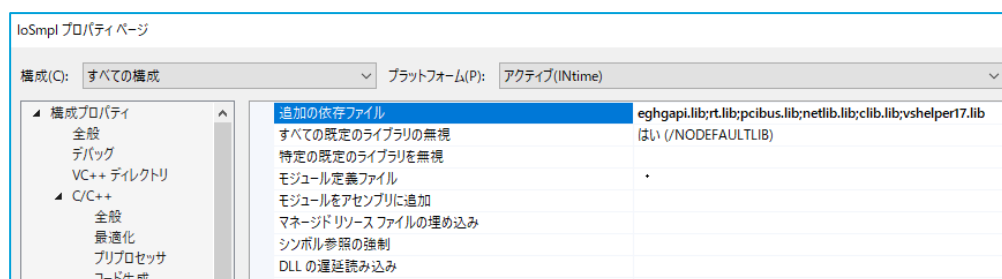 IoSmpl プロパティ ページ
構成(C): すべての構成 プラットフォーム(P): アクティブ(INtime)
構成プロパティ
全般
デバッグ
VC++ ディレクトリ
C/C++
全般
最適化
プリプロセッサ
コード生成
追加の依存ファイル eghgapi.lib;rt.lib;pcibus.lib;netlib.lib;clib.lib;vshelper17.lib
すべての既定のライブラリの無視 はい (/NODEFAULTLIB)
特定の既定のライブラリを無視
モジュール定義ファイル
モジュールをアセンブリに追加
マネージド リソース ファイルの埋め込み
シンボル参照の強制
DLL の遅延読み込み